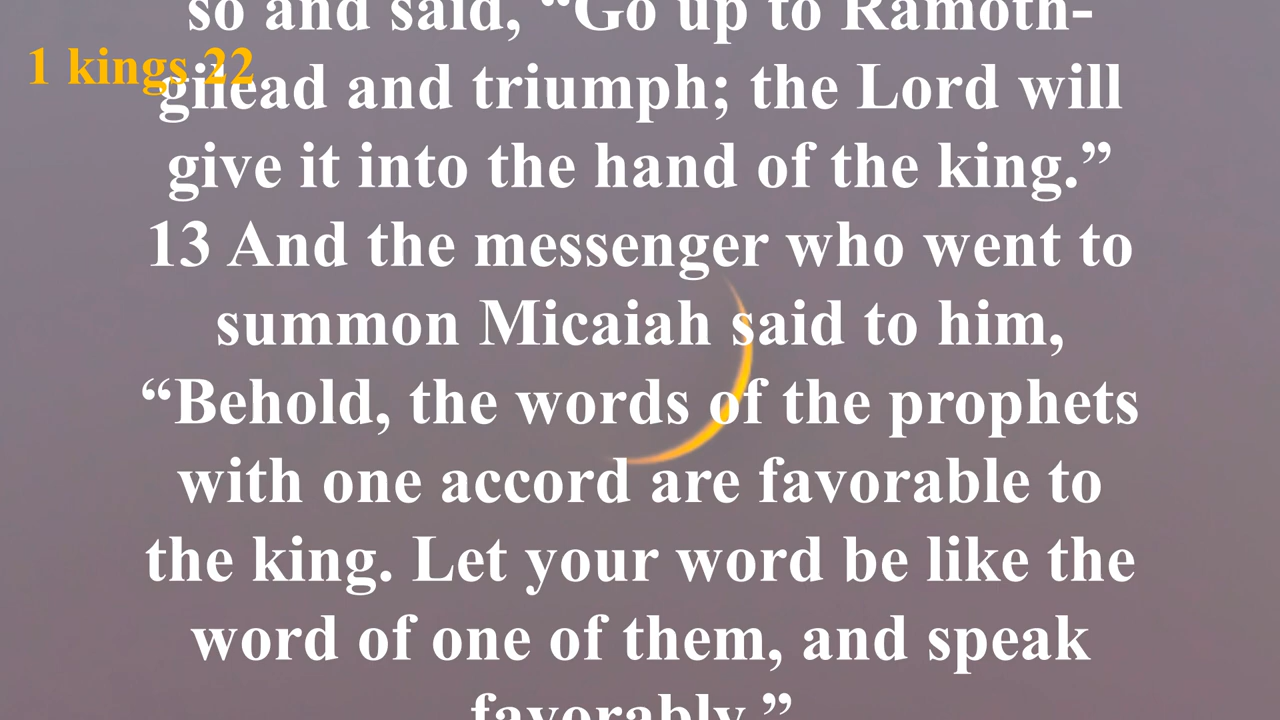 so and said, “Go up to Ramoth-
1 kings 22
gilead and triumph; the Lord will
give it into the hand of the king.”
13 And the messenger who went to
summon Micaiah said to him,
“Behold, the words of the prophets
with one accord are favorable to
the king. Let your word be like the
word of one of them, and speak
favorably.”